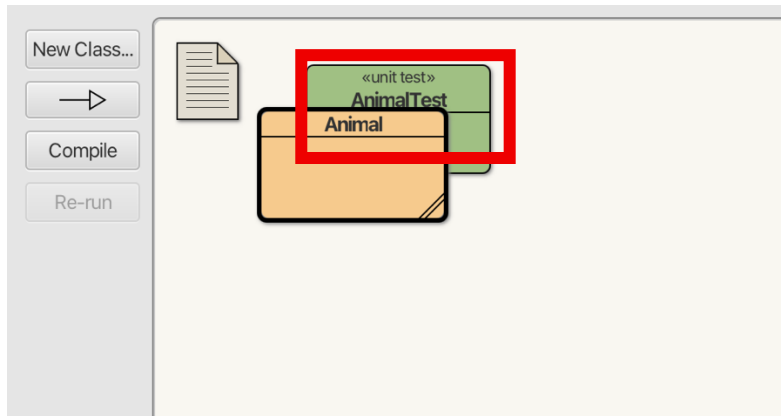 New Class...
Compile
Re-run
«unit test»
AnimalTest
Animal